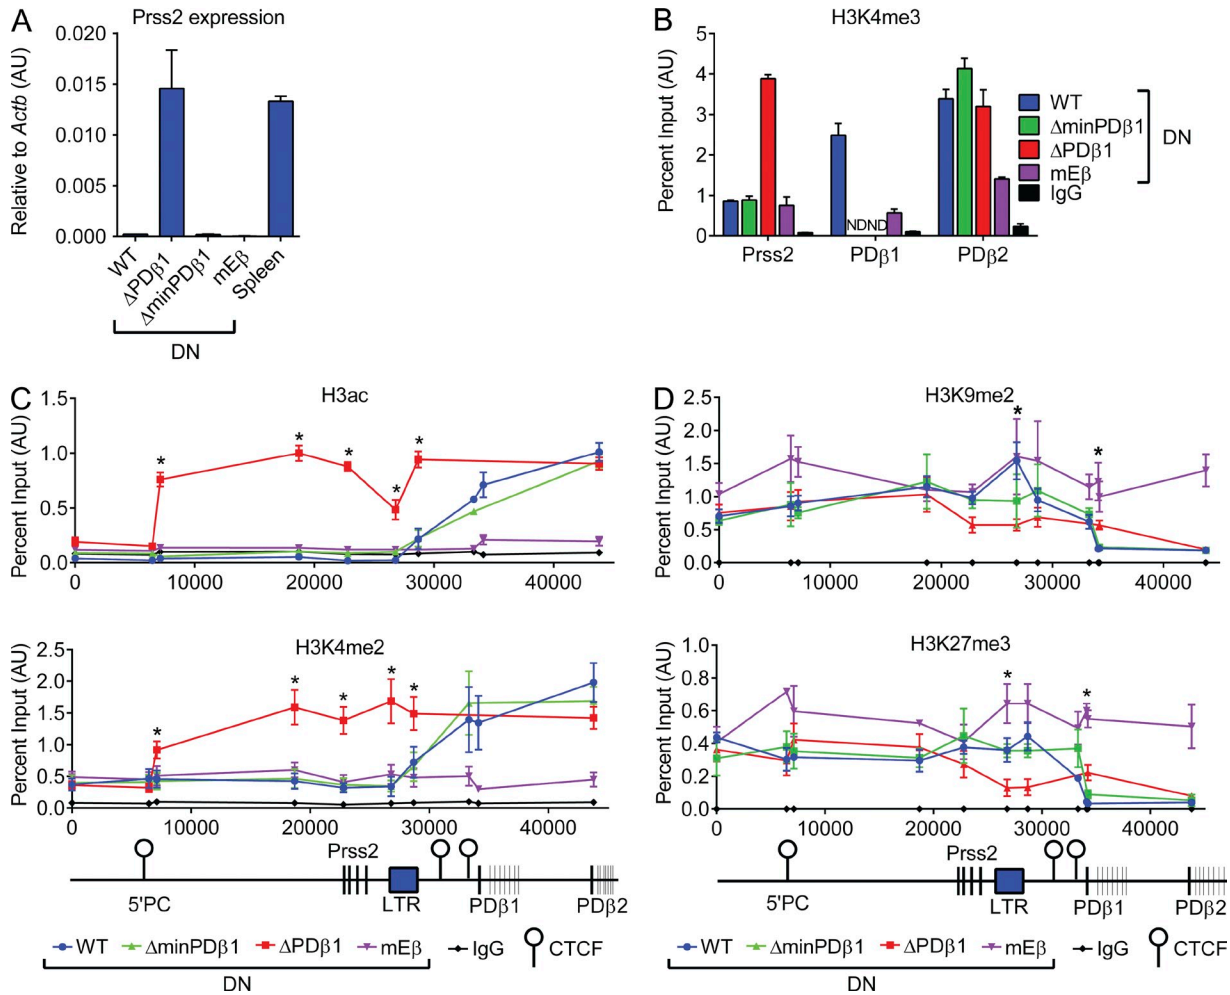 A
Prss2 expression
Relative to Actb (AU)
0.020
0.015
0.010
0.005
0.000
WT
ΔPDβ1
ΔminPDβ1
mEβ
Spleen
DN
B
H3K4me3
Percent Input (AU)
5
4
3
2
1
0
NDND
Prss2
PDβ1
PDβ2
WT
ΔminPDβ1
ΔPDβ1
mEβ
IgG
DN
C
H3ac
Percent Input (AU)
1.5
1.0
0.5
0.0
0
10000
20000
30000
40000
* * * * *
H3K4me2
Percent Input (AU)
2.5
2.0
1.5
1.0
0.5
0.0
0
10000
20000
30000
40000
* * * * *
Prss2
5'PC
LTR
PDβ1
PDβ2
WT
ΔminPDβ1
ΔPDβ1
mEβ
IgG
CTCF
DN
D
H3K9me2
Percent Input (AU)
2.5
2.0
1.5
1.0
0.5
0.0
0
10000
20000
30000
40000
* *
H3K27me3
Percent Input (AU)
1.0
0.8
0.6
0.4
0.2
0.0
0
10000
20000
30000
40000
* *
Prss2
5'PC
LTR
PDβ1
PDβ2
WT
ΔminPDβ1
ΔPDβ1
mEβ
IgG
CTCF
DN